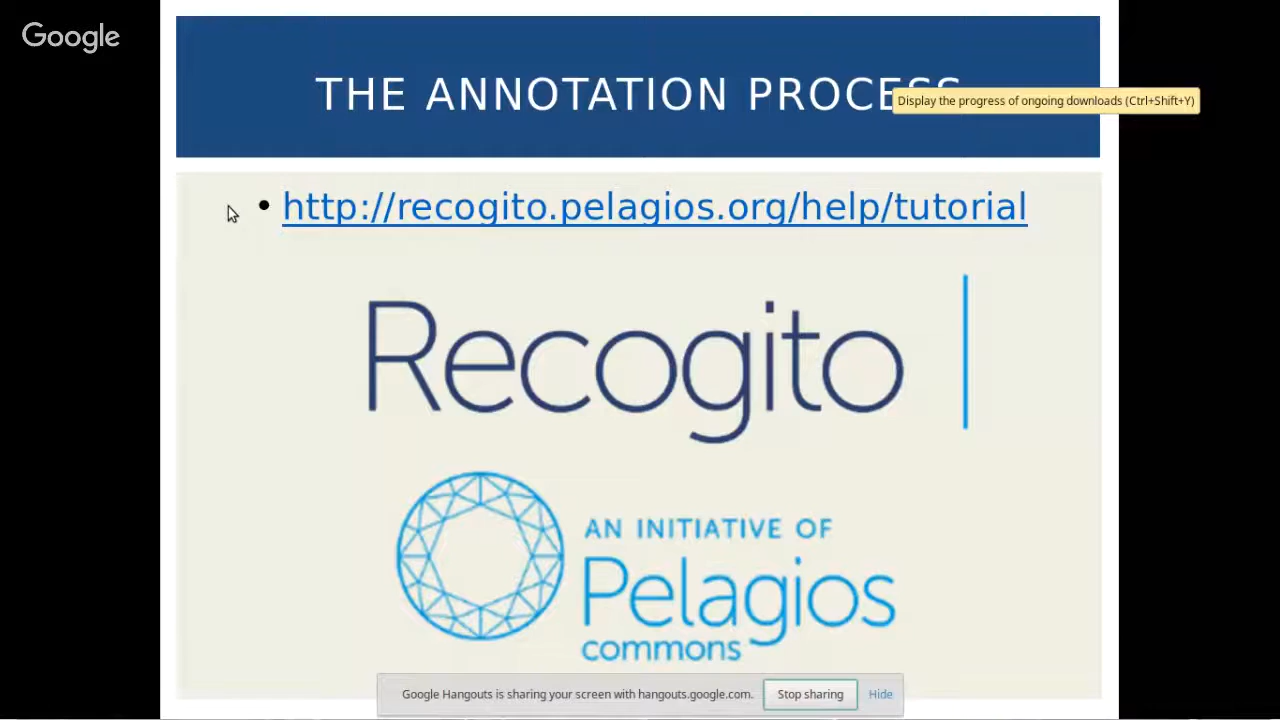 Google
THE ANNOTATION PROCESS
Display the progress of ongoing downloads (Ctrl+Shift+Y)
• http://recogito.pelagios.org/help/tutorial
Recogito
AN INITIATIVE OF
Pelagios
commons
Google Hangouts is sharing your screen with hangouts.google.com. Stop sharing Hide